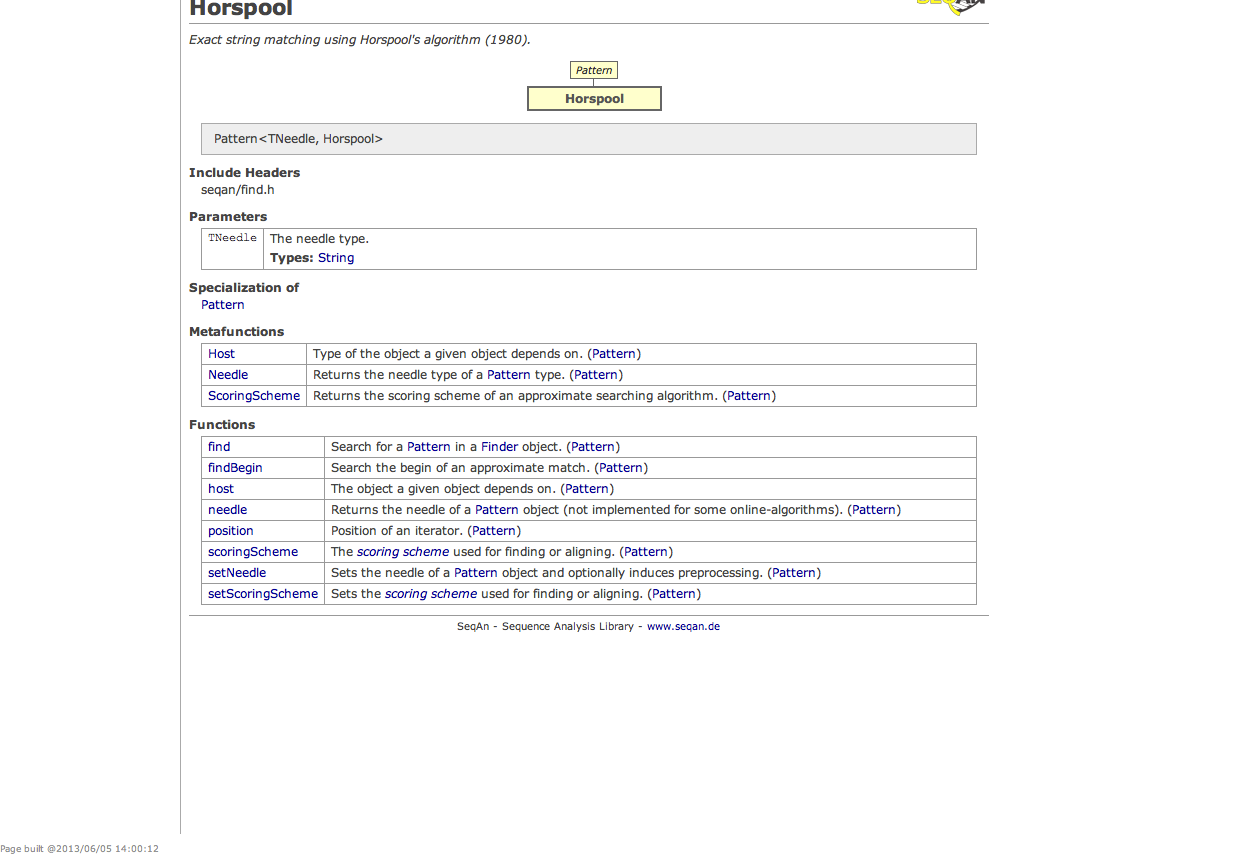 Horspool
Exact string matching using Horspool's algorithm (1980).
Pattern
Horspool
Pattern<TNeedle, Horspool>
Include Headers
seqan/find.h
Parameters
TNeedle The needle type.
Types: String
Specialization of
Pattern
Metafunctions
Host Type of the object a given object depends on. (Pattern)
Needle Returns the needle type of a Pattern type. (Pattern)
ScoringScheme Returns the scoring scheme of an approximate searching algorithm. (Pattern)
Functions
find Search for a Pattern in a Finder object. (Pattern)
findBegin Search the begin of an approximate match. (Pattern)
host The object a given object depends on. (Pattern)
needle Returns the needle of a Pattern object (not implemented for some online-algorithms). (Pattern)
position Position of an iterator. (Pattern)
scoringScheme The scoring scheme used for finding or aligning. (Pattern)
setNeedle Sets the needle of a Pattern object and optionally induces preprocessing. (Pattern)
setScoringScheme Sets the scoring scheme used for finding or aligning. (Pattern)
SeqAn - Sequence Analysis Library - www.seqan.de
Page built @2013/06/05 14:00:12